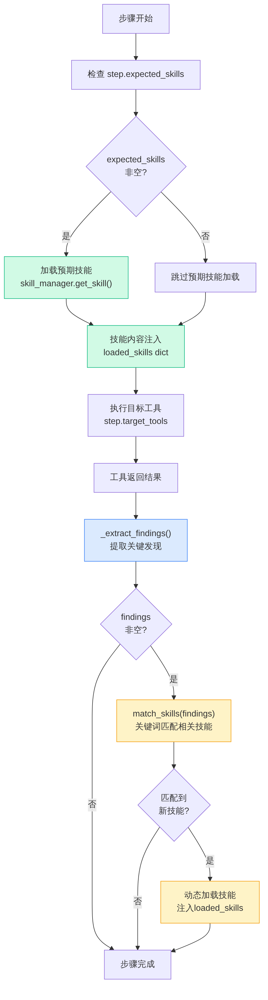 步骤开始
检查 step.expected_skills
expected_skills
非空?
是
否
加载预期技能
skill_manager.get_skill()
跳过预期技能加载
技能内容注入
loaded_skills dict
执行目标工具
step.target_tools
工具返回结果
_extract_findings()
提取关键发现
findings
非空?
是
match_skills(findings)
关键词匹配相关技能
匹配到
新技能?
否
是
否
动态加载技能
注入loaded_skills
步骤完成